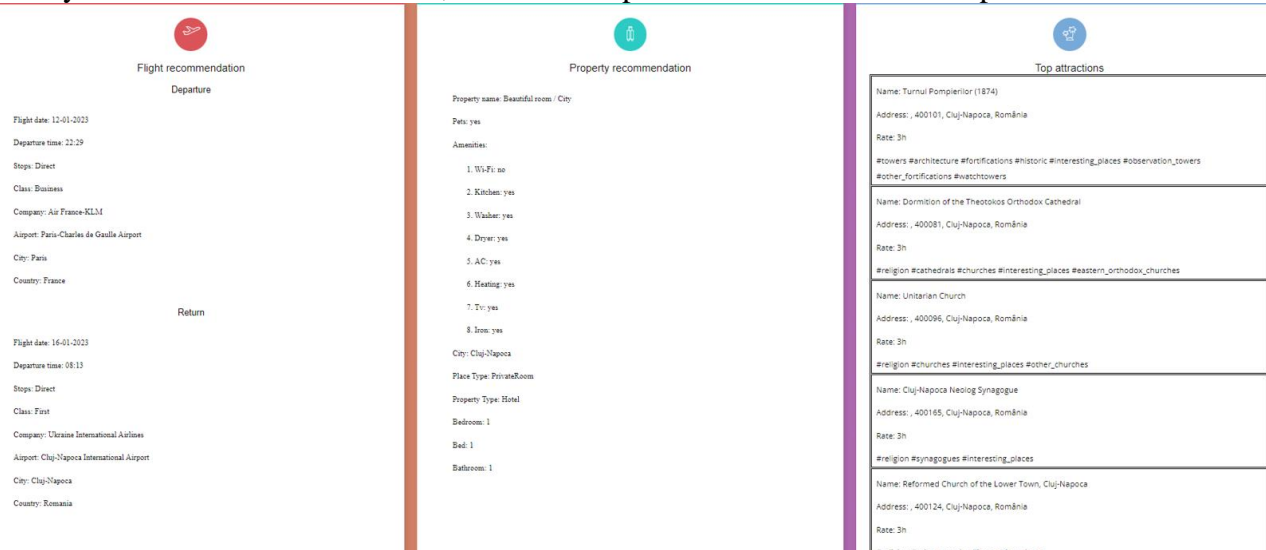 Flight recommendation
Departure
Flight date: 12-01-2023
Departure time: 22:29
Stops: Direct
Class: Business
Company: Air France-KLM
Airport: Paris-Charles de Gaulle Airport
City: Paris
Country: France
Return
Flight date: 16-01-2023
Departure time: 08:13
Stops: Direct
Class: First
Company: Ukraine International Airlines
Airport: Cluj-Napoca International Airport
City: Cluj-Napoca
Country: Romania
Property recommendation
Property name: Beautiful room / City
Pets: yes
Amenities:
1. Wi-Fi: no
2. Kitchen: yes
3. Washer: yes
4. Dryer: yes
5. AC: yes
6. Heating: yes
7. Tv: yes
8. Iron: yes
City: Cluj-Napoca
Place Type: PrivateRoom
Property Type: Hotel
Bedroom: 1
Bed: 1
Bathroom: 1
Top attractions
Name: Turnul Pompierilor (1874)
Address: , 400101, Cluj-Napoca, România
Rate: 3h
#towers #architecture #fortifications #historic #interesting_places #observation_towers
#other_fortifications #watchtowers
Name: Dormition of the Theotokos Orthodox Cathedral
Address: , 400081, Cluj-Napoca, România
Rate: 3h
#religion #cathedrals #churches #interesting_places #eastern_orthodox_churches
Name: Unitarian Church
Address: , 400096, Cluj-Napoca, România
Rate: 3h
#religion #churches #interesting_places #other_churches
Name: Cluj-Napoca Neolog Synagogue
Address: , 400165, Cluj-Napoca, România
Rate: 3h
#religion #synagogues #interesting_places
Name: Reformed Church of the Lower Town, Cluj-Napoca
Address: , 400124, Cluj-Napoca, România
Rate: 3h